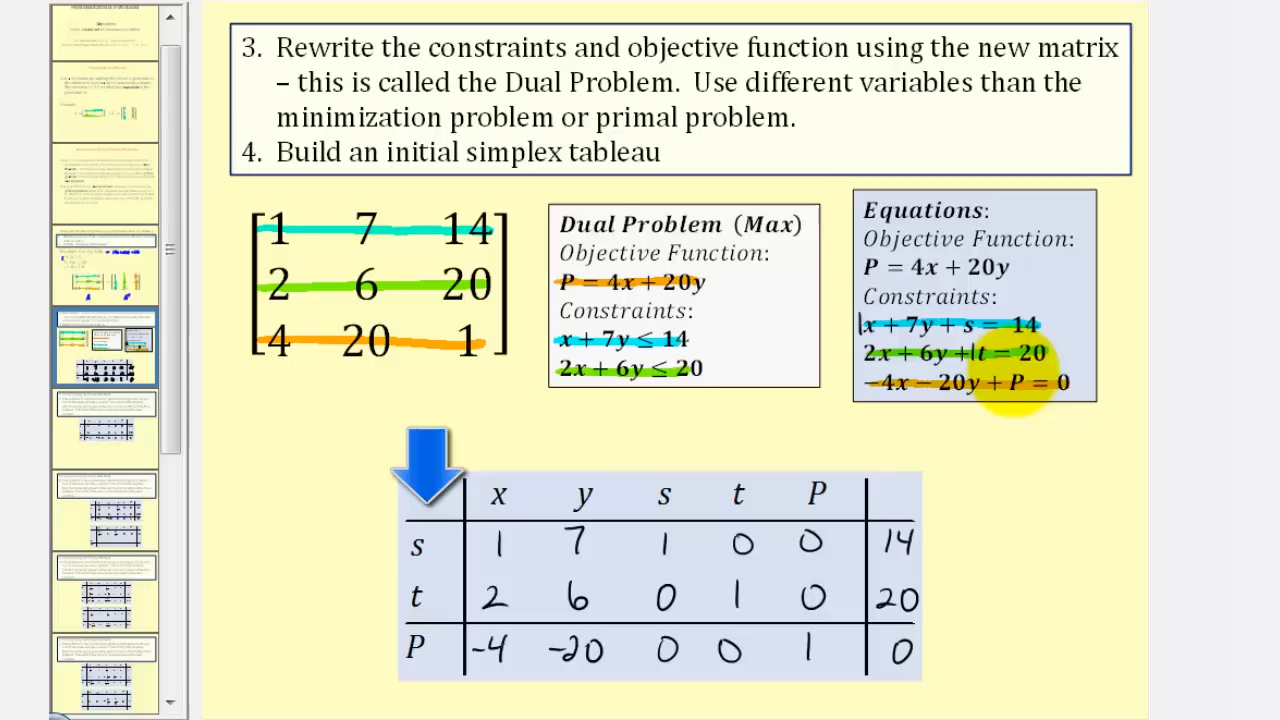 3. Rewrite the constraints and objective function using the new matrix
– this is called the Dual Problem. Use different variables than the
minimization problem or primal problem.
4. Build an initial simplex tableau
1 7 14
2 6 20
4 20 1
Dual Problem (Max)
Objective Function:
P = 4x + 20y
Constraints:
x + 7y ≤ 14
2x + 6y ≤ 20
Equations:
Objective Function:
P = 4x + 20y
Constraints:
x + 7y + s = 14
2x + 6y + t = 20
−4x − 20y + P = 0
x y s t P
s 1 7 1 0 0 14
t 2 6 0 1 0 20
P -4 -20 0 0 1 0